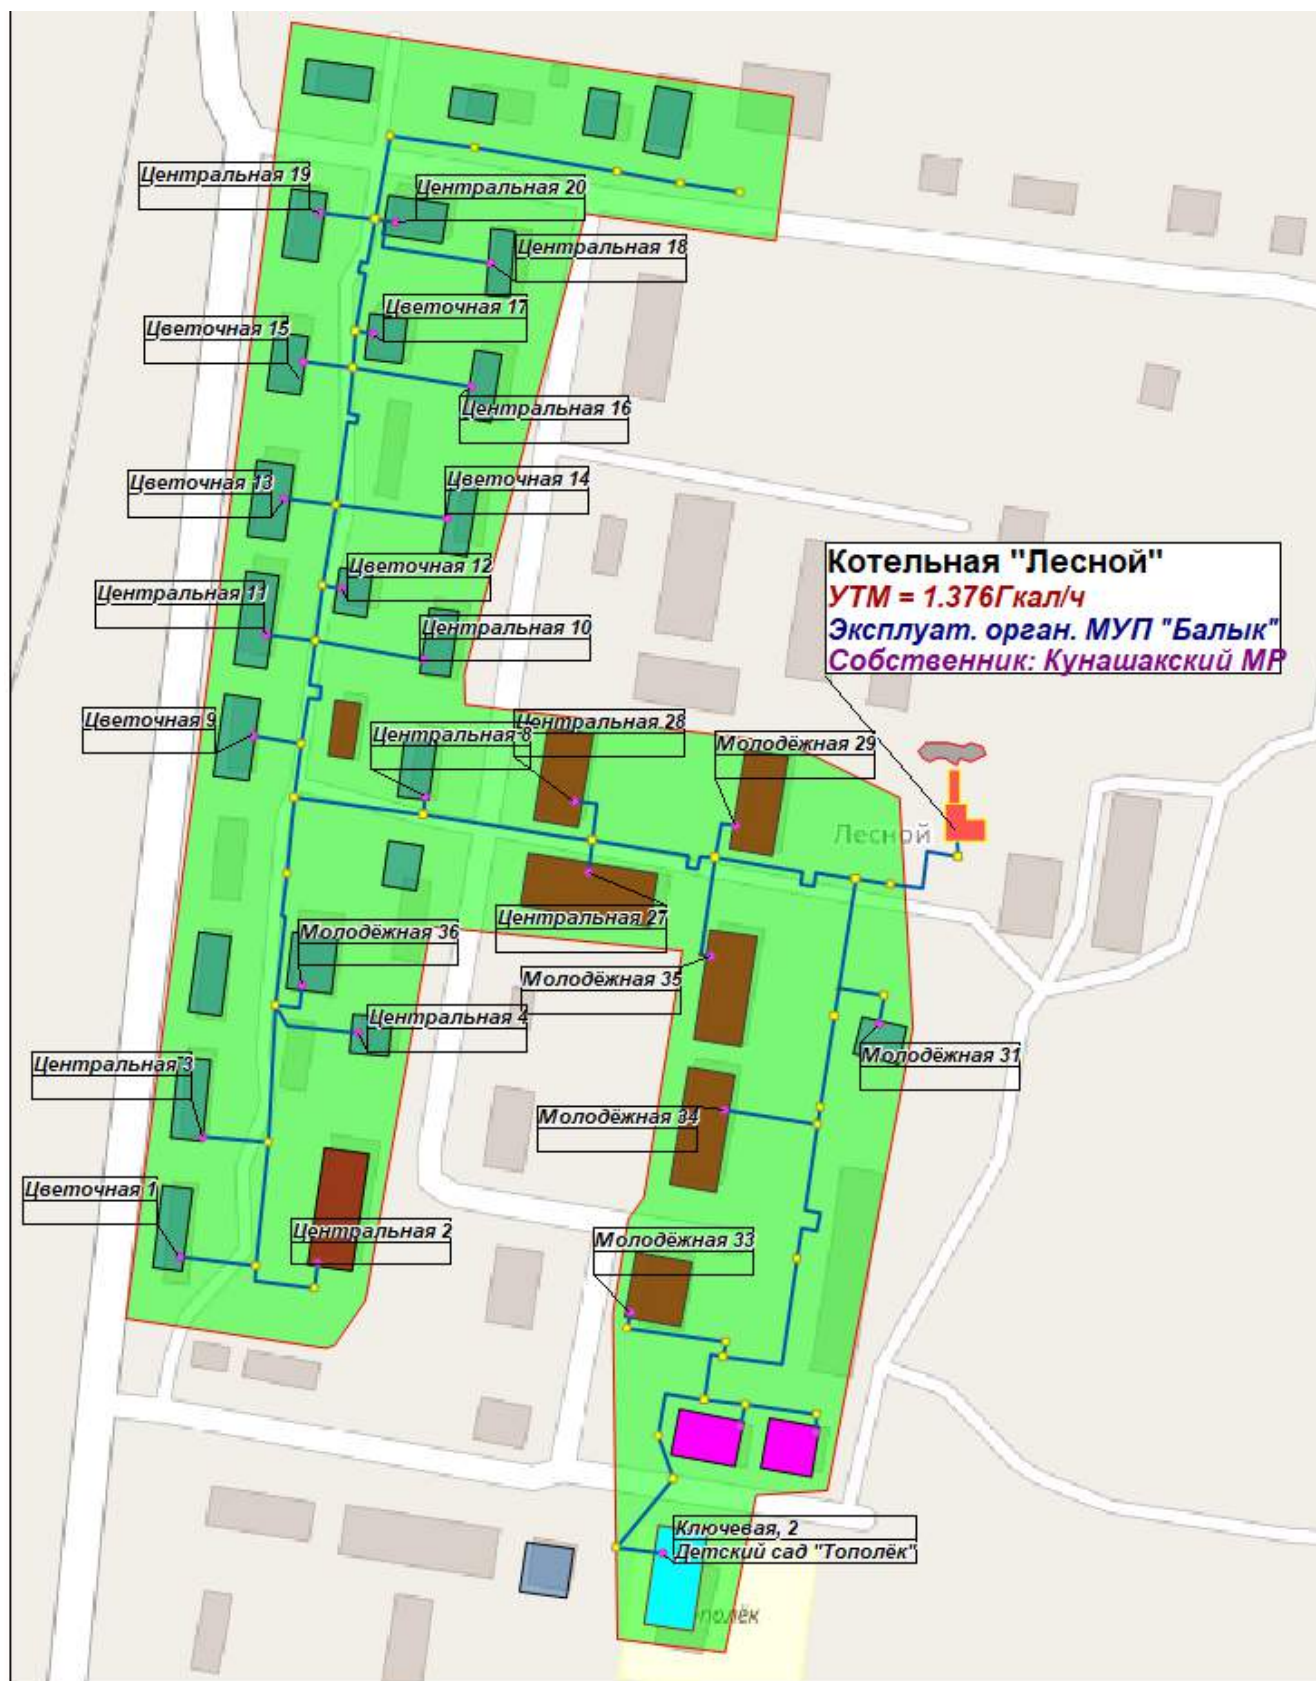 Центральная 19
Центральная 20
Центральная 18
Цветочная 17
Цветочная 15
Центральная 16
Цветочная 13
Цветочная 14
Котельная "Лесной"
УТМ = 1.376Гкал/ч
Эксплуат. орган. МУП "Балык"
Собственник: Кунашакский МР
Цветочная 12
Центральная 11
Центральная 10
Цветочная 9
Центральная 8
Центральная 28
Молодёжная 29
Лесной
Центральная 27
Молодёжная 36
Молодёжная 35
Центральная 4
Молодёжная 31
Центральная 3
Молодёжная 34
Цветочная 1
Центральная 2
Молодёжная 33
Ключевая, 2
Детский сад "Тополёк"
ополёк